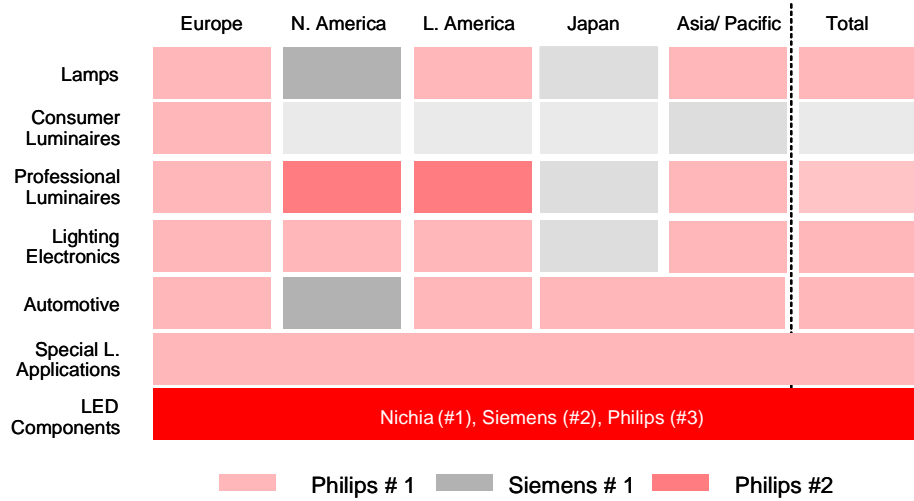 Europe N. America L. America Japan Asia/ Pacific Total
Lamps
Consumer
Luminaires
Professional
Luminaires
Lighting
Electronics
Automotive
Special L.
Applications
LED
Components
Nichia (#1), Siemens (#2), Philips (#3)
Philips # 1 Siemens # 1 Philips #2